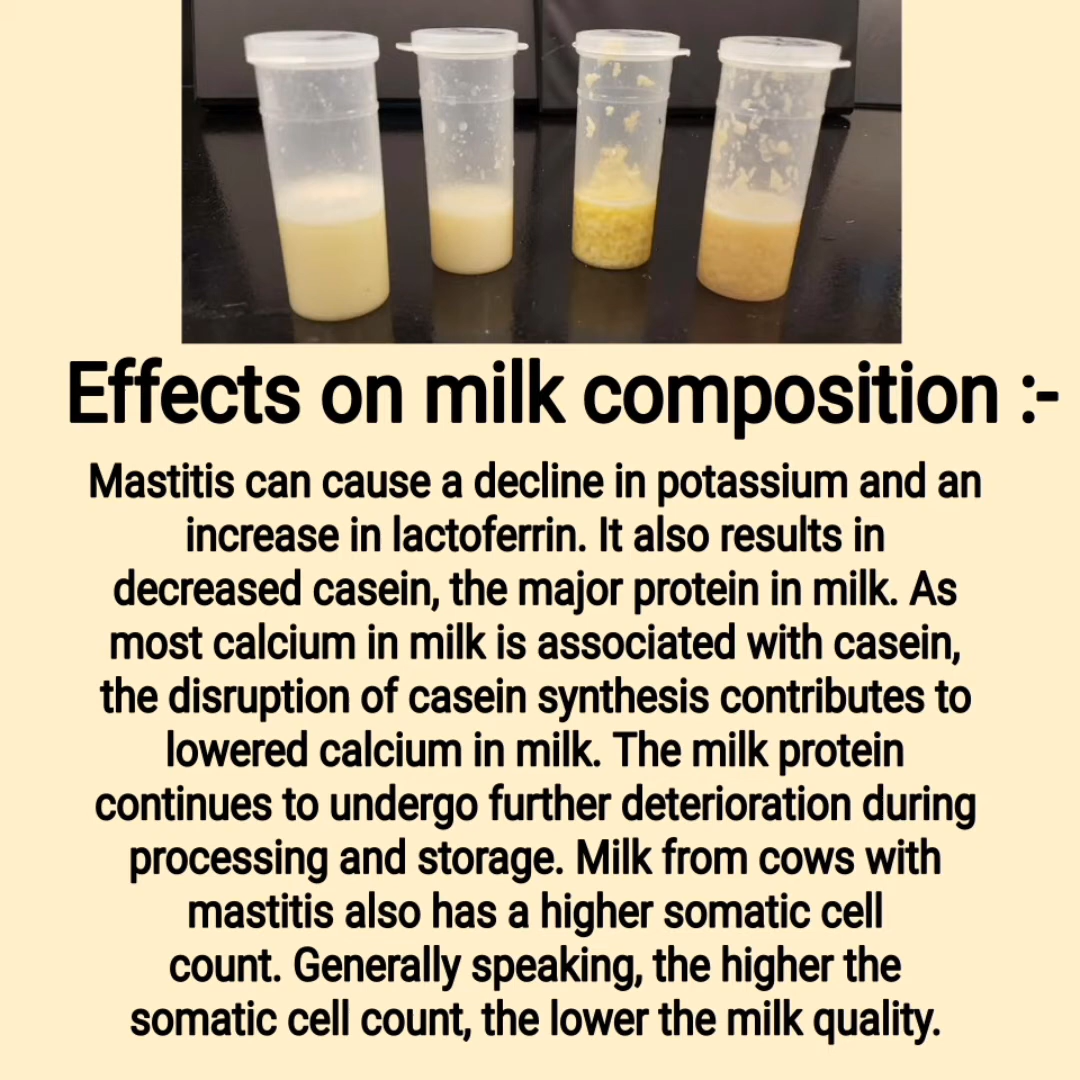 Effects on milk composition :-
Mastitis can cause a decline in potassium and an
increase in lactoferrin. It also results in
decreased casein, the major protein in milk. As
most calcium in milk is associated with casein,
the disruption of casein synthesis contributes to
lowered calcium in milk. The milk protein
continues to undergo further deterioration during
processing and storage. Milk from cows with
mastitis also has a higher somatic cell
count. Generally speaking, the higher the
somatic cell count, the lower the milk quality.